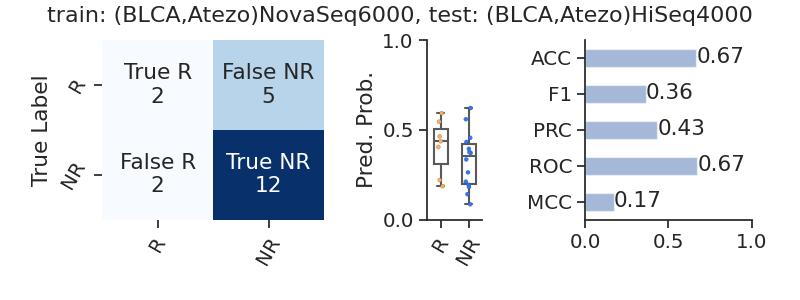 train: (BLCA,Atezo)NovaSeq6000, test: (BLCA,Atezo)HiSeq4000
True Label
R
NR
True R
2
False NR
5
False R
2
True NR
12
R
NR
Pred. Prob.
1.0
0.5
0.0
R
NR
ACC
0.67
F1
0.36
PRC
0.43
ROC
0.67
MCC
0.17
0.0
0.5
1.0